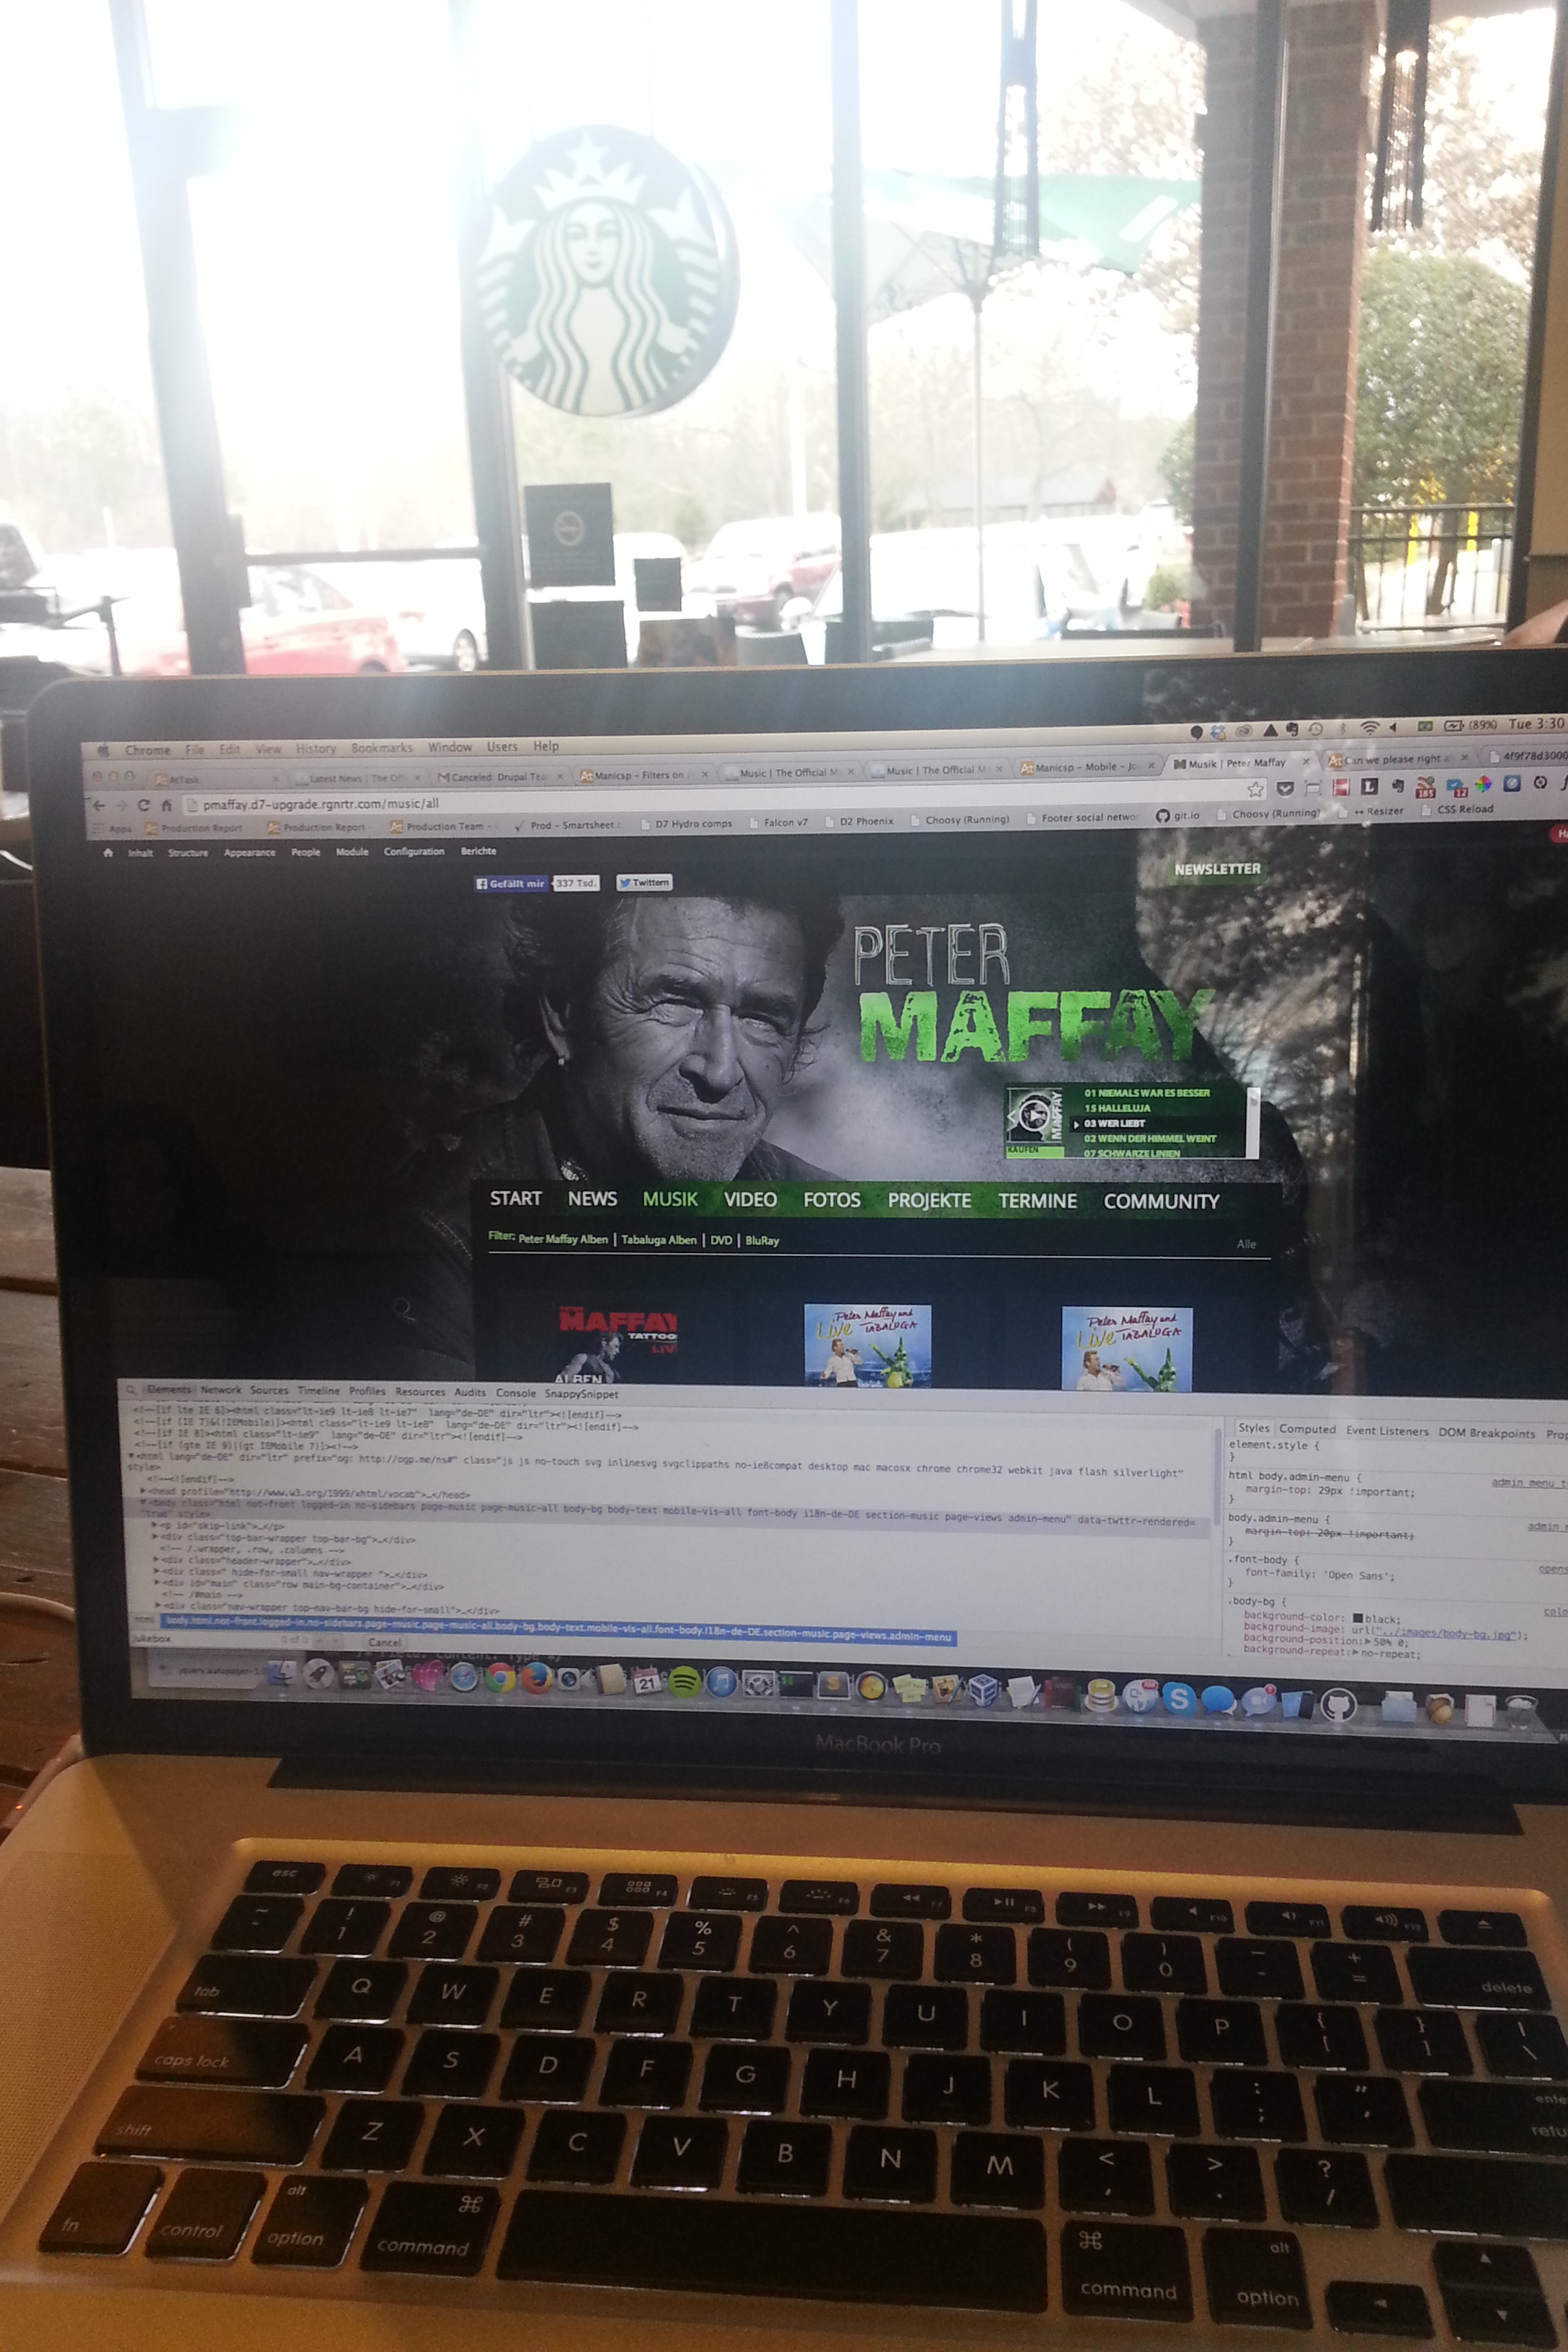 Chrome File Edit View History Bookmarks Window Users Help (89%) Tue 3:30
AtTask Latest News | The Of Canceled: Drupal Tea Manicsp - Filters on / Music | The Official M Music | The Official M Manicsp - Mobile - Jo Musik | Peter Maffay Can we please right a 4f9f78d3000
pmaffay.d7-upgrade.rgnrtr.com/music/all
185 12
Apps Production Report Production Report Production Team - Prod - Smartsheet.c D7 Hydro comps Falcon v7 D2 Phoenix Choosy (Running) Footer social netwo git.io Choosy (Running) Resizer CSS Reload
Inhalt Structure Appearance People Module Configuration Berichte
NEWSLETTER
Gefällt mir 337 Tsd. Twittern
PETER
MAFFAY
MAFFAY
KAUFEN
01 NIEMALS WAR ES BESSER
15 HALLELUJA
03 WER LIEBT
02 WENN DER HIMMEL WEINT
07 SCHWARZE LINIEN
START NEWS MUSIK VIDEO FOTOS PROJEKTE TERMINE COMMUNITY
Filter: Peter Maffay Alben | Tabaluga Alben | DVD | BluRay Alle
MAFFAY
TATTOO
LIVE
ALBEN
Peter Maffay und
Live TABALUGA
Peter Maffay und
Live TABALUGA
Elements Network Sources Timeline Profiles Resources Audits Console SnappySnippet
<!--[if lte IE 6]><html class="lt-ie9 lt-ie8 lt-ie7" lang="de-DE" dir="ltr"><![endif]-->
<!--[if (IE 7)&(!IEMobile)]><html class="lt-ie9 lt-ie8" lang="de-DE" dir="ltr"><![endif]-->
<!--[if IE 8]><html class="lt-ie9" lang="de-DE" dir="ltr"><![endif]-->
<!--[if (gte IE 9)|(gt IEMobile 7)]><!-->
<html lang="de-DE" dir="ltr" prefix="og: http://ogp.me/ns#" class="js js no-touch svg inlinesvg svgclippaths no-ie8compat desktop mac macosx chrome chrome32 webkit java flash silverlight"
style>
<!--<![endif]-->
<head profile="http://www.w3.org/1999/xhtml/vocab">…</head>
<body class="html not-front logged-in no-sidebars page-music page-music-all body-bg body-text mobile-vis-all font-body i18n-de-DE section-music page-views admin-menu" data-twttr-rendered=
"true" style>
<p id="skip-link">…</p>
<div class="top-bar-wrapper top-bar-bg">…</div>
<!-- /.wrapper, .row, .columns -->
<div class="header-wrapper">…</div>
<div class=" hide-for-small nav-wrapper ">…</div>
<div id="main" class="row main-bg-container">…</div>
<!-- /#main -->
<div class="nav-wrapper top-nav-bar-bg hide-for-small">…</div>
html body.html.not-front.logged-in.no-sidebars.page-music.page-music-all.body-bg.body-text.mobile-vis-all.font-body.i18n-de-DE.section-music.page-views.admin-menu
jukebox 0 of 0 Cancel
Styles Computed Event Listeners DOM Breakpoints Prop
element.style {
}
html body.admin-menu { admin_menu
margin-top: 29px !important;
}
body.admin-menu { admin
margin-top: 20px !important;
}
.font-body { opens
font-family: 'Open Sans';
}
.body-bg { colo
background-color: black;
background-image: url("../images/body-bg.jpg");
background-position: 50% 0;
background-repeat: no-repeat;
21
MacBook Pro
esc F1 F2 F3 F4 F5 F6 F7 F8 F9 F10 F11 F12
~ ! @ # $ % ^ & * ( ) _ +
` 1 2 3 4 5 6 7 8 9 0 - = delete
tab Q W E R T Y U I O P { [ } ] | \
caps lock A S D F G H J K L : ; " ' enter
return
shift Z X C V B N M < , > . ? /
fn control alt option ⌘ command ⌘ command alt option